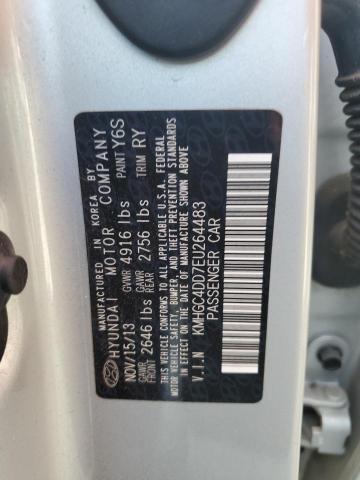 MANUFACTURED IN KOREA BY
HYUNDAI MOTOR COMPANY
NOV/15/13 GVWR 4916 lbs PAINT Y6S
GAWR FRONT 2646 lbs GAWR REAR 2756 lbs TRIM RY
THIS VEHICLE CONFORMS TO ALL APPLICABLE U.S.A. FEDERAL
MOTOR VEHICLE SAFETY, BUMPER, AND THEFT PREVENTION STANDARDS
IN EFFECT ON THE DATE OF MANUFACTURE SHOWN ABOVE
V.I.N KMHGC4DD7EU264483
PASSENGER CAR